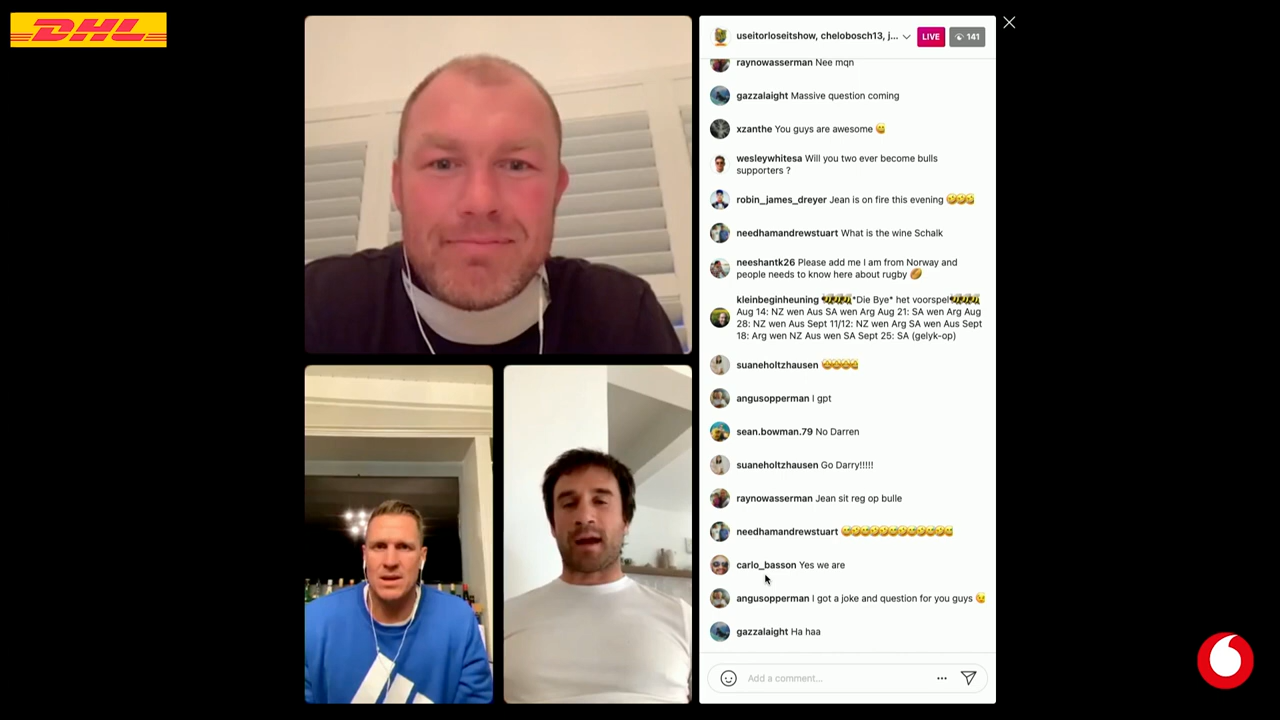 DHL
useitorloseitshow, chelobosch13, j...
LIVE
141
raynowasserman Nee mqn
gazzalaight Massive question coming
xzanthe You guys are awesome 😋
wesleywhitesa Will you two ever become bulls
supporters ?
robin_james_dreyer Jean is on fire this evening 🤣🤣🤣
needhamandrewstuart What is the wine Schalk
neeshantk26 Please add me I am from Norway and
people needs to know here about rugby 🏉
kleinbeginheuning 🐝🐝🐝*Die Bye* het voorspel🐝🐝🐝
Aug 14: NZ wen Aus SA wen Arg Aug 21: SA wen Arg Aug
28: NZ wen Aus Sept 11/12: NZ wen Arg SA wen Aus Sept
18: Arg wen NZ Aus wen SA Sept 25: SA (gelyk-op)
suaneholtzhausen 🤩🤩🤩🤩
angusopperman I gpt
sean.bowman.79 No Darren
suaneholtzhausen Go Darry!!!!!
raynowasserman Jean sit reg op bulle
needhamandrewstuart 😅🤣😅🤣😅🤣😅🤣😅🤣😅
carlo_basson Yes we are
angusopperman I got a joke and question for you guys 😉
gazzalaight Ha haa
Add a comment...